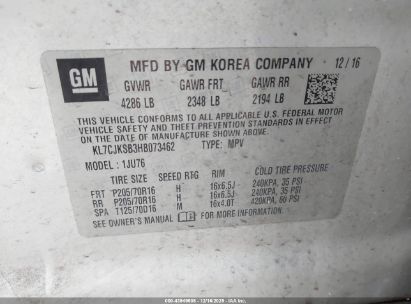 GM
MFD BY GM KOREA COMPANY 12/16
GVWR GAWR FRT GAWR RR
4286 LB 2348 LB 2194 LB
THIS VEHICLE CONFORMS TO ALL APPLICABLE U.S. FEDERAL MOTOR
VEHICLE SAFETY AND THEFT PREVENTION STANDARDS IN EFFECT ON THE DATE
OF MANUFACTURE SHOWN ABOVE.
KL7CJKSB3HB073462 TYPE: MPV
MODEL: 1JU76
TIRE SIZE SPEED RTG RIM COLD TIRE PRESSURE
FRT P205/70R16 H 16x6.5J 240KPA, 35 PSI
RR P205/70R16 H 16x6.5J 240KPA, 35 PSI
SPA T125/70D16 M 16x4.0T 420KPA, 60 PSI
SEE OWNER'S MANUAL FOR MORE INFORMATION.